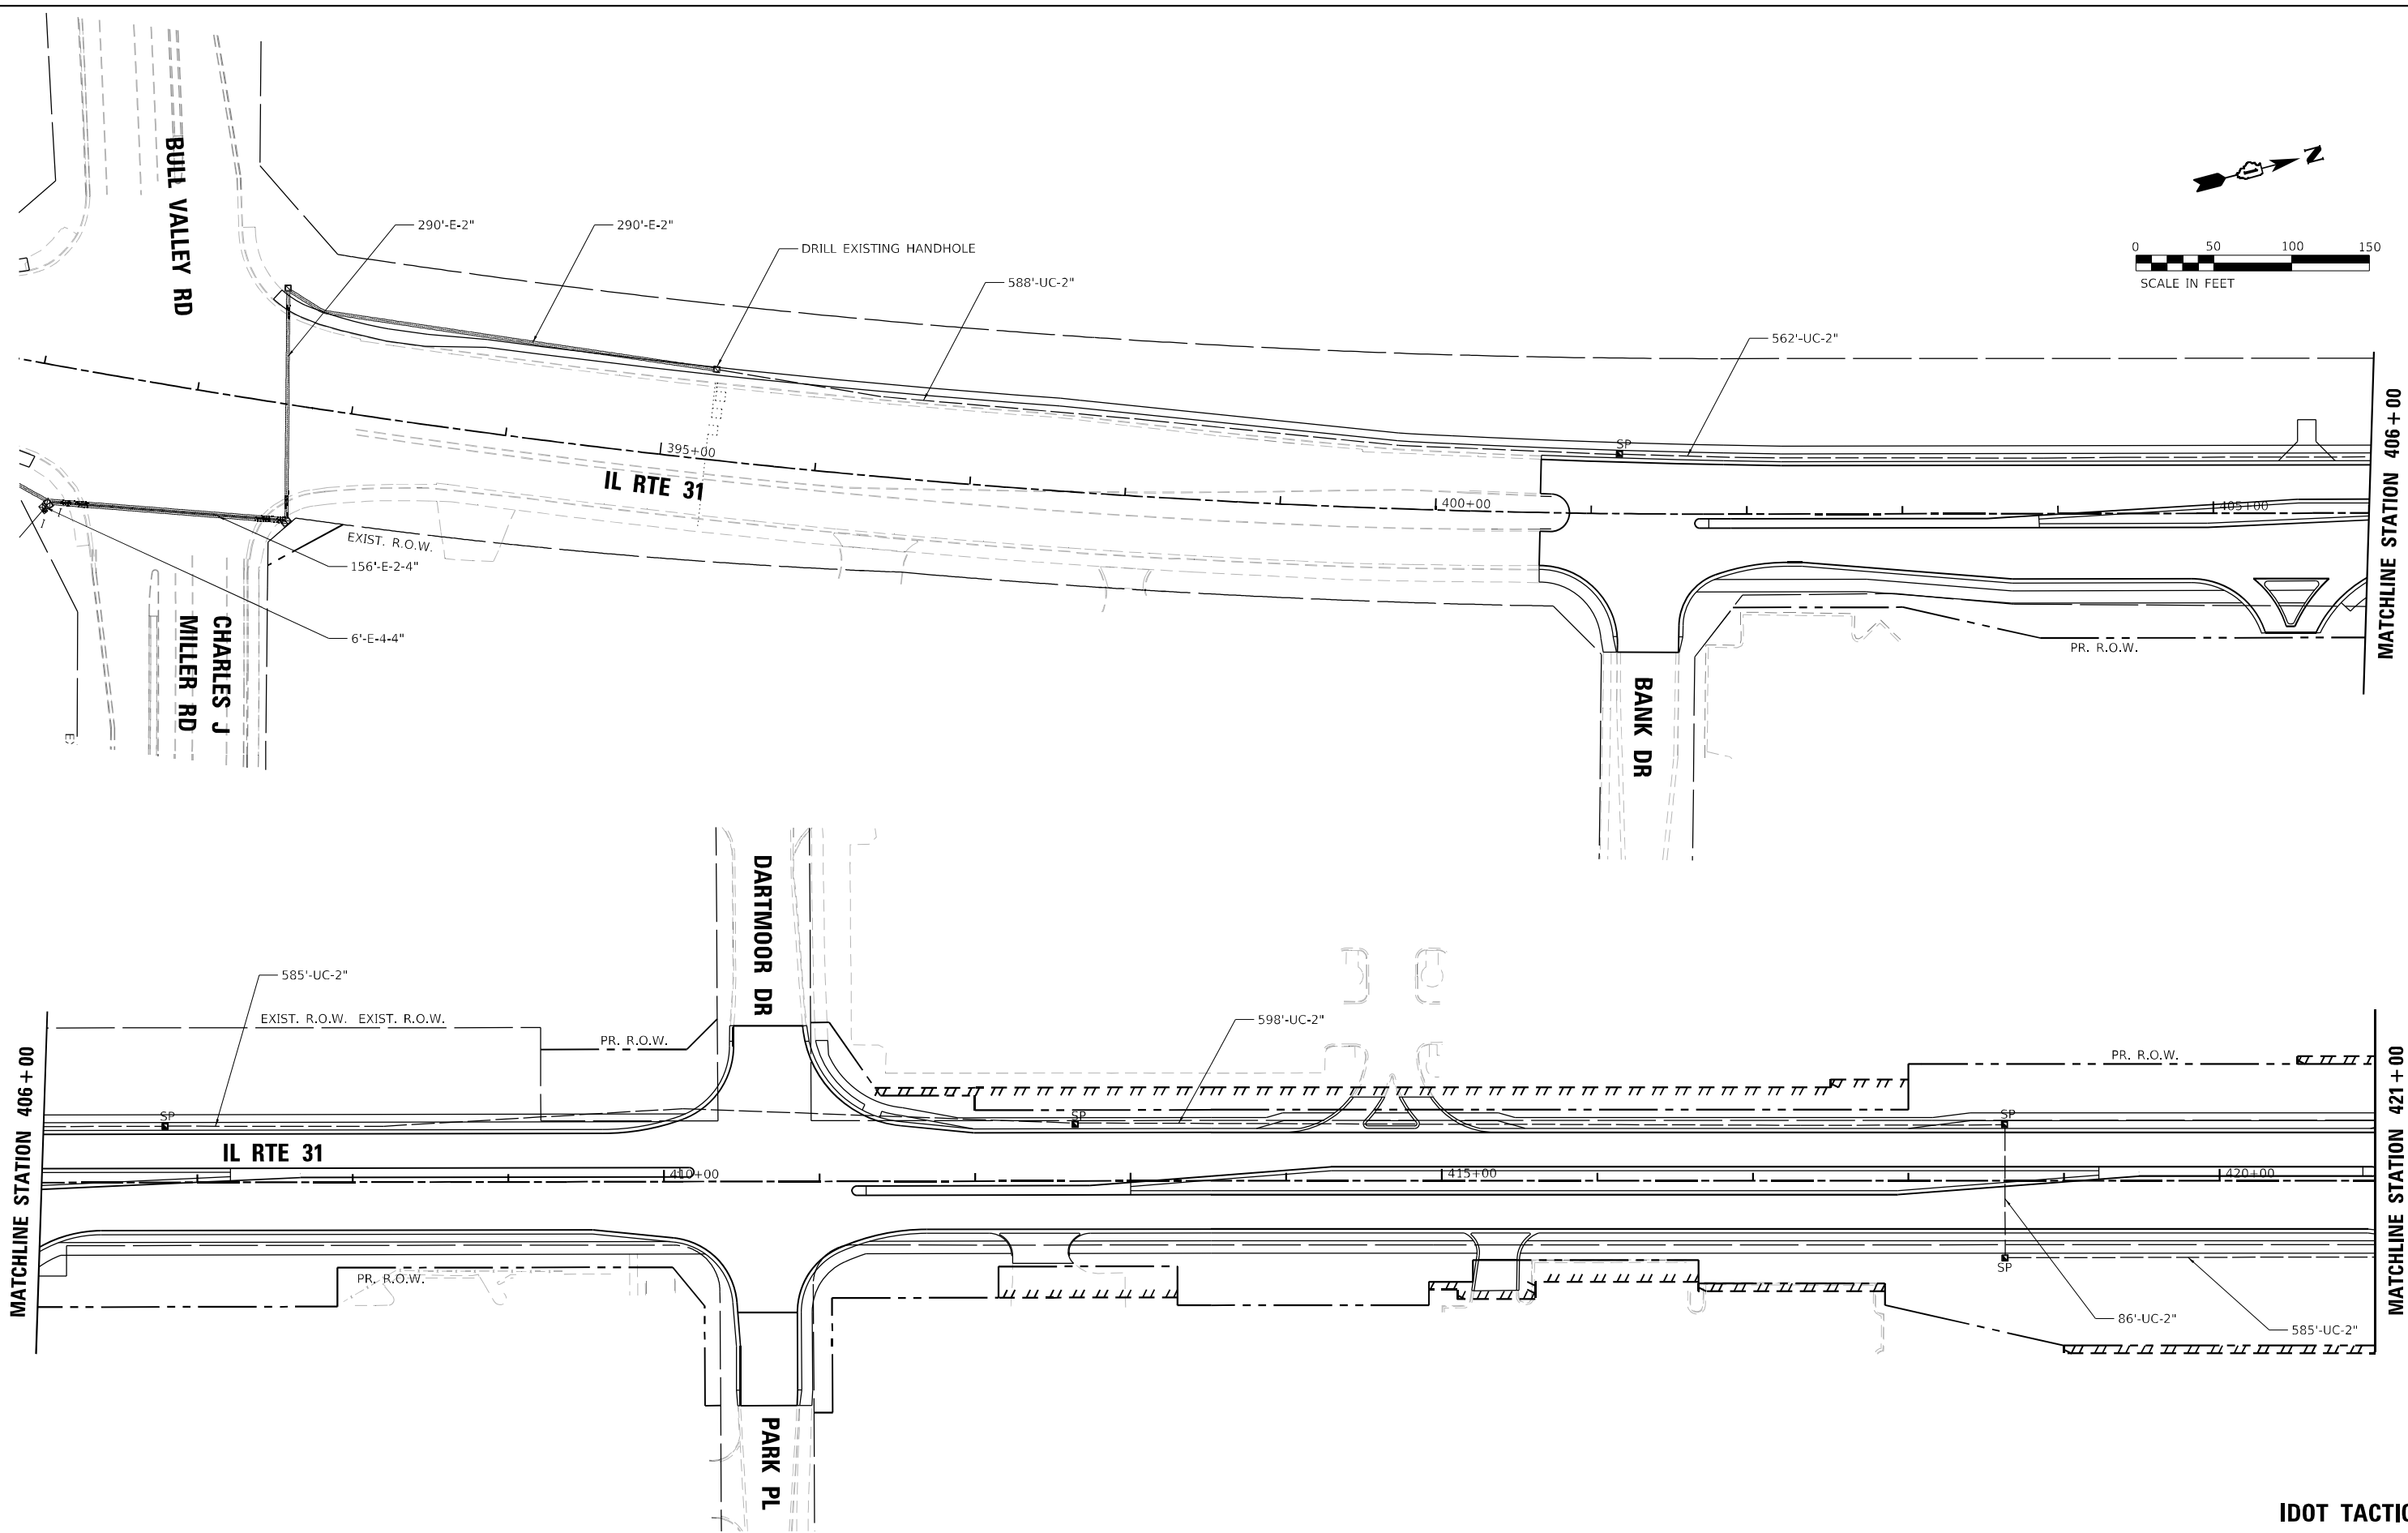 BULL VALLEY RD
290'-E-2"
290'-E-2"
DRILL EXISTING HANDHOLE
588'-UC-2"
562'-UC-2"
N
0 50 100 150
SCALE IN FEET
395+00
IL RTE 31
SP
400+00
405+00
MATCHLINE STATION 406+00
EXIST. R.O.W.
156'-E-2-4"
6'-E-4-4"
CHARLES J
MILLER RD
BANK DR
PR. R.O.W.
DARTMOOR DR
585'-UC-2"
EXIST. R.O.W. EXIST. R.O.W.
PR. R.O.W.
598'-UC-2"
PR. R.O.W.
MATCHLINE STATION 406+00
SP
SP
SP
IL RTE 31
410+00
415+00
420+00
MATCHLINE STATION 421+00
PR. R.O.W.
SP
86'-UC-2"
585'-UC-2"
PARK PL
IDOT